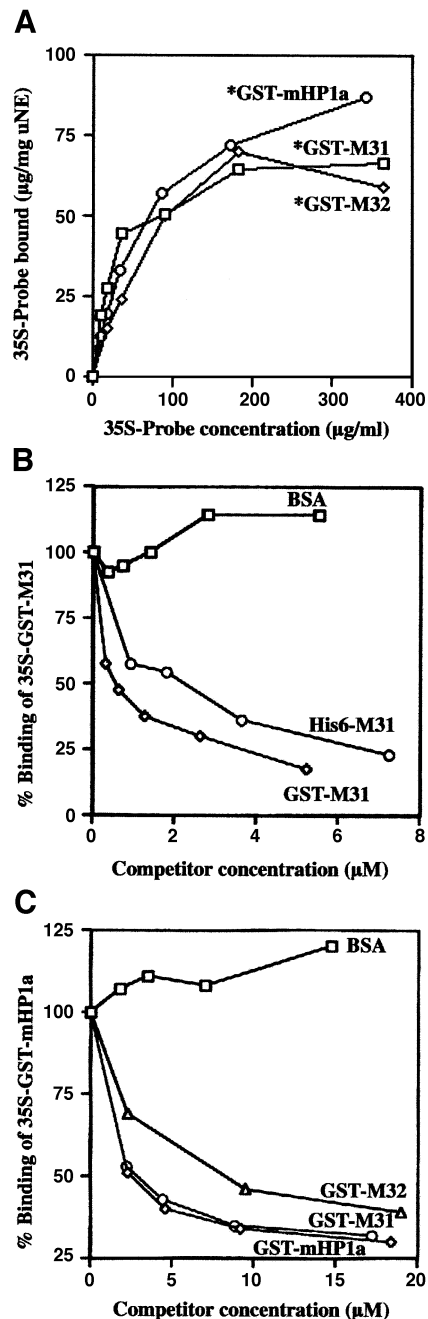 A
100
75
50
25
0
35S-Probe bound (µg/mg uNE)
*GST-mHP1a
*GST-M31
*GST-M32
0 100 200 300 400
35S-Probe concentration (µg/ml)
B
125
100
75
50
25
0
% Binding of 35S-GST-M31
BSA
His6-M31
GST-M31
0 2 4 6 8
Competitor concentration (µM)
C
125
100
75
50
25
% Binding of 35S-GST-mHP1a
BSA
GST-M32
GST-M31
GST-mHP1a
0 5 10 15 20
Competitor concentration (µM)